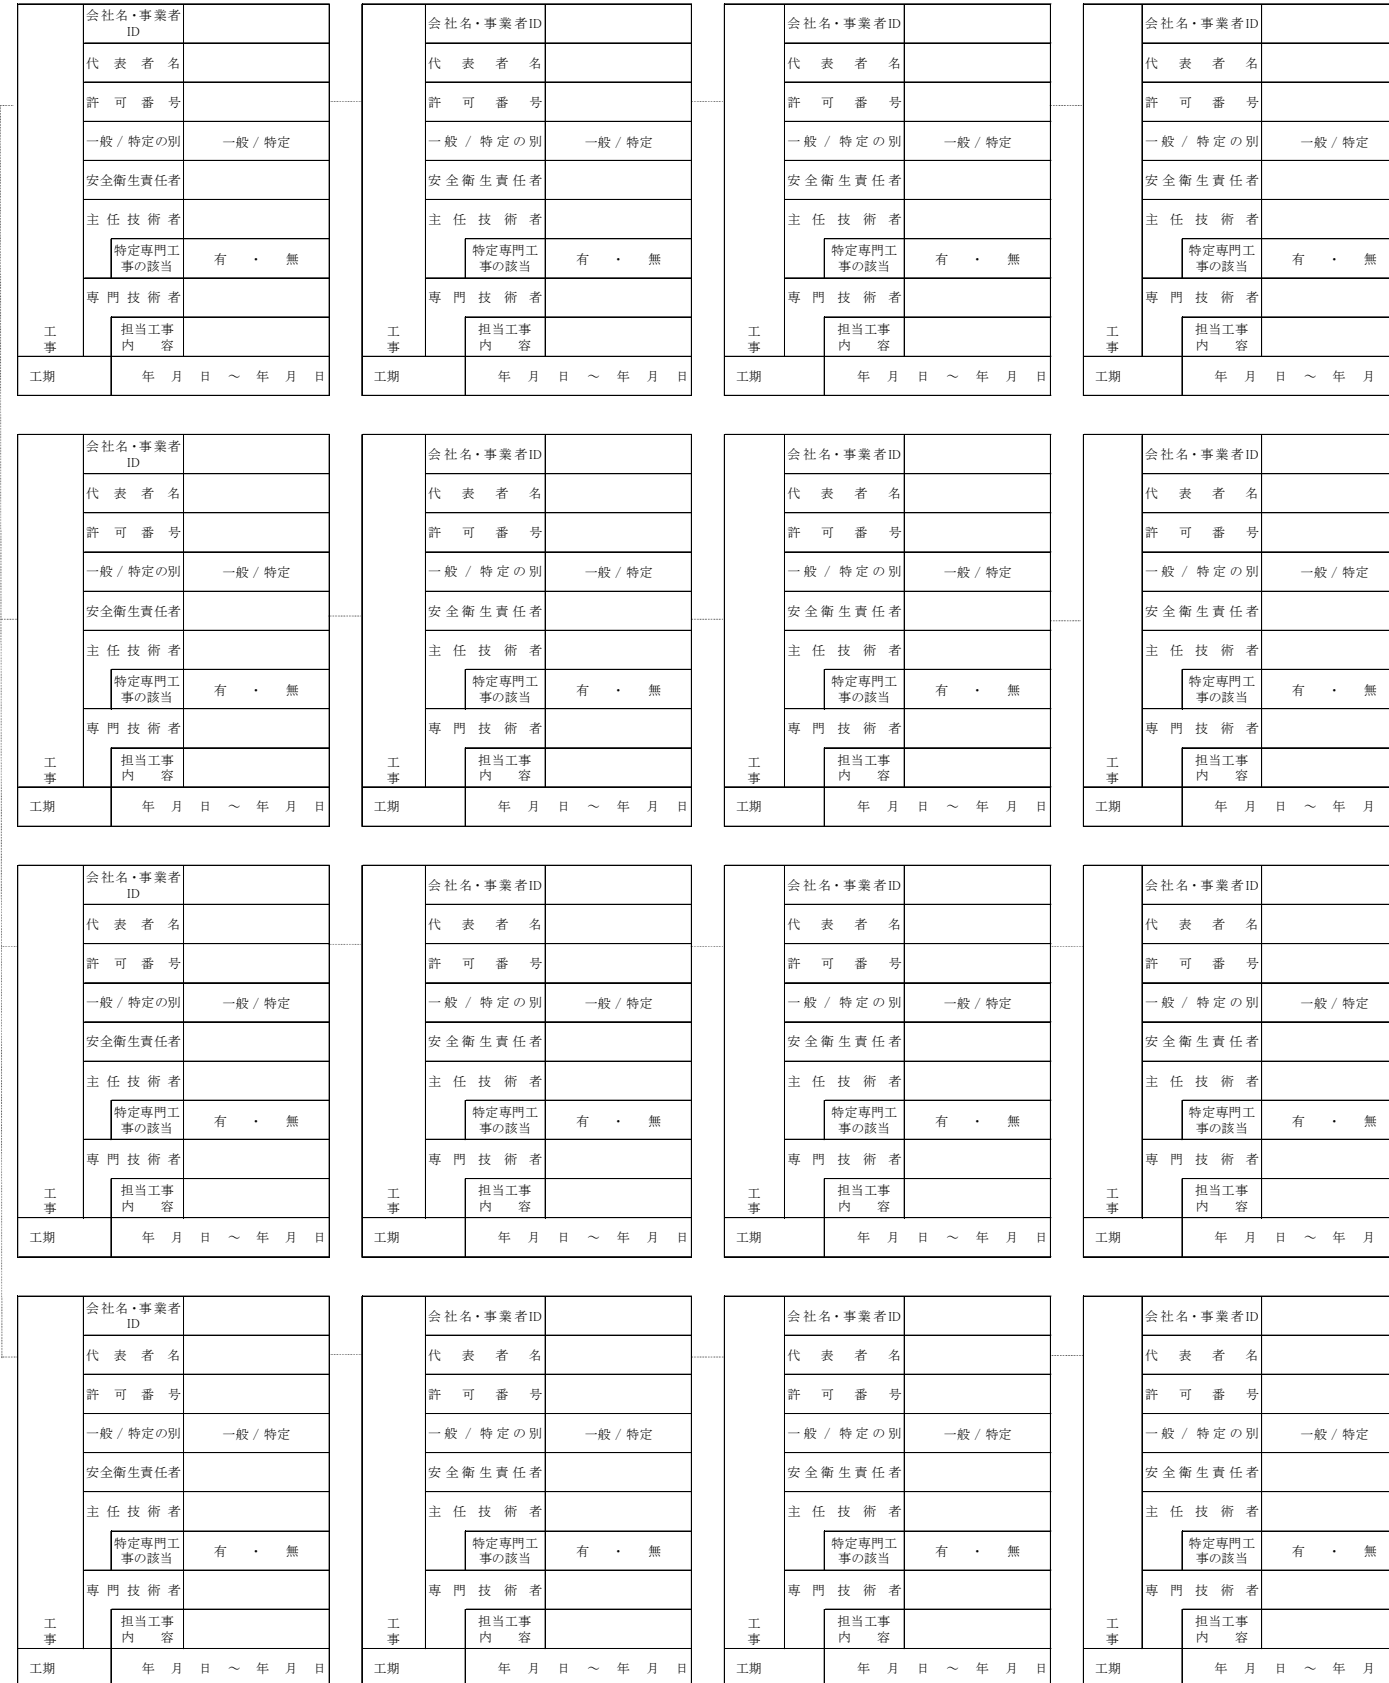 会社名・事業者
ID
代表者名
許可番号
一般 / 特定の別 一般 / 特定
安全衛生責任者
主任技術者
特定専門工
事の該当 有 ・ 無
専門技術者
担当工事
内 容
工
事
工期 年 月 日 ～ 年 月 日
会社名・事業者ID
代表者名
許可番号
一般 / 特定の別 一般 / 特定
安全衛生責任者
主任技術者
特定専門工
事の該当 有 ・ 無
専門技術者
担当工事
内 容
工
事
工期 年 月 日 ～ 年 月 日
会社名・事業者ID
代表者名
許可番号
一般 / 特定の別 一般 / 特定
安全衛生責任者
主任技術者
特定専門工
事の該当 有 ・ 無
専門技術者
担当工事
内 容
工
事
工期 年 月 日 ～ 年 月 日
会社名・事業者ID
代表者名
許可番号
一般 / 特定の別 一般 / 特定
安全衛生責任者
主任技術者
特定専門工
事の該当 有 ・ 無
専門技術者
担当工事
内 容
工
事
工期 年 月 日 ～ 年 月
会社名・事業者
ID
代表者名
許可番号
一般 / 特定の別 一般 / 特定
安全衛生責任者
主任技術者
特定専門工
事の該当 有 ・ 無
専門技術者
担当工事
内 容
工
事
工期 年 月 日 ～ 年 月 日
会社名・事業者ID
代表者名
許可番号
一般 / 特定の別 一般 / 特定
安全衛生責任者
主任技術者
特定専門工
事の該当 有 ・ 無
専門技術者
担当工事
内 容
工
事
工期 年 月 日 ～ 年 月 日
会社名・事業者ID
代表者名
許可番号
一般 / 特定の別 一般 / 特定
安全衛生責任者
主任技術者
特定専門工
事の該当 有 ・ 無
専門技術者
担当工事
内 容
工
事
工期 年 月 日 ～ 年 月 日
会社名・事業者ID
代表者名
許可番号
一般 / 特定の別 一般 / 特定
安全衛生責任者
主任技術者
特定専門工
事の該当 有 ・ 無
専門技術者
担当工事
内 容
工
事
工期 年 月 日 ～ 年 月
会社名・事業者
ID
代表者名
許可番号
一般 / 特定の別 一般 / 特定
安全衛生責任者
主任技術者
特定専門工
事の該当 有 ・ 無
専門技術者
担当工事
内 容
工
事
工期 年 月 日 ～ 年 月 日
会社名・事業者ID
代表者名
許可番号
一般 / 特定の別 一般 / 特定
安全衛生責任者
主任技術者
特定専門工
事の該当 有 ・ 無
専門技術者
担当工事
内 容
工
事
工期 年 月 日 ～ 年 月 日
会社名・事業者ID
代表者名
許可番号
一般 / 特定の別 一般 / 特定
安全衛生責任者
主任技術者
特定専門工
事の該当 有 ・ 無
専門技術者
担当工事
内 容
工
事
工期 年 月 日 ～ 年 月 日
会社名・事業者ID
代表者名
許可番号
一般 / 特定の別 一般 / 特定
安全衛生責任者
主任技術者
特定専門工
事の該当 有 ・ 無
専門技術者
担当工事
内 容
工
事
工期 年 月 日 ～ 年 月
会社名・事業者
ID
代表者名
許可番号
一般 / 特定の別 一般 / 特定
安全衛生責任者
主任技術者
特定専門工
事の該当 有 ・ 無
専門技術者
担当工事
内 容
工
事
工期 年 月 日 ～ 年 月 日
会社名・事業者ID
代表者名
許可番号
一般 / 特定の別 一般 / 特定
安全衛生責任者
主任技術者
特定専門工
事の該当 有 ・ 無
専門技術者
担当工事
内 容
工
事
工期 年 月 日 ～ 年 月 日
会社名・事業者ID
代表者名
許可番号
一般 / 特定の別 一般 / 特定
安全衛生責任者
主任技術者
特定専門工
事の該当 有 ・ 無
専門技術者
担当工事
内 容
工
事
工期 年 月 日 ～ 年 月 日
会社名・事業者ID
代表者名
許可番号
一般 / 特定の別 一般 / 特定
安全衛生責任者
主任技術者
特定専門工
事の該当 有 ・ 無
専門技術者
担当工事
内 容
工
事
工期 年 月 日 ～ 年 月